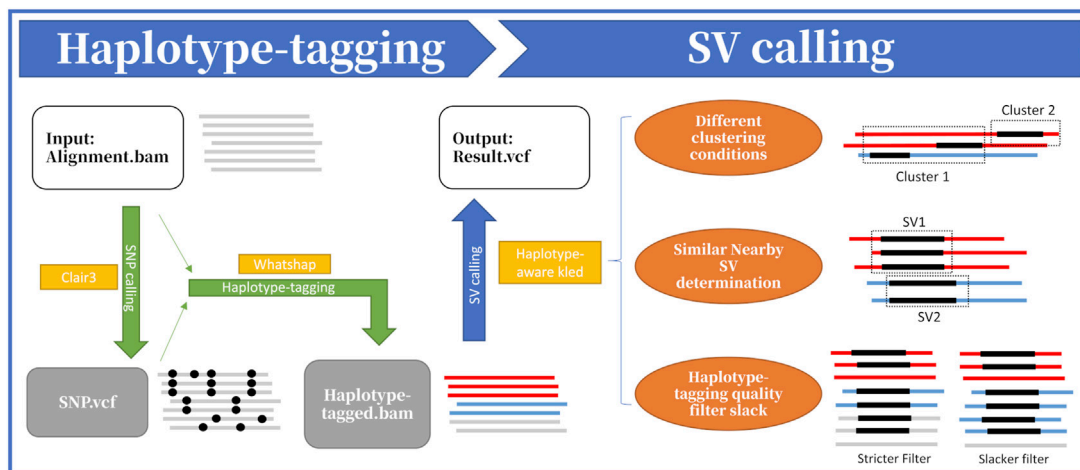 Haplotype-tagging
SV calling
Input:
Alignment.bam
Clair3
SNP calling
Whatshap
Haplotype-tagging
SNP.vcf
Haplotype-
tagged.bam
Output:
Result.vcf
SV calling
Haplotype-
aware kled
Different
clustering
conditions
Cluster 2
Cluster 1
Similar Nearby
SV
determination
SV1
SV2
Haplotype-
tagging quality
filter slack
Stricter Filter
Slacker filter